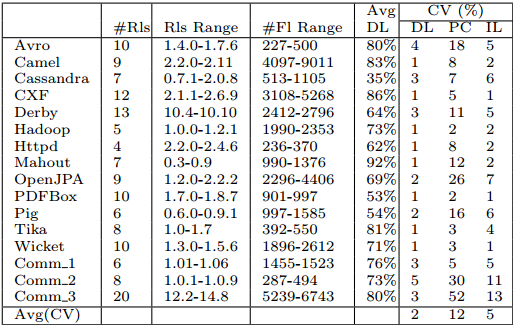 Avg CV (%)
#Rls Rls Range #Fl Range DL DL PC IL
Avro 10 1.4.0-1.7.6 227-500 80% 4 18 5
Camel 9 2.2.0-2.11 4097-9011 83% 1 8 2
Cassandra 7 0.7.1-2.0.8 513-1105 35% 3 7 6
CXF 12 2.1.1-2.6.9 3108-5268 86% 1 5 1
Derby 13 10.4-10.10 2412-2796 64% 3 11 5
Hadoop 5 1.0.0-1.2.1 1990-2353 73% 1 2 2
Httpd 4 2.2.0-2.4.6 236-370 62% 1 8 2
Mahout 7 0.3-0.9 990-1376 92% 1 12 2
OpenJPA 9 1.2.0-2.2.2 2296-4406 69% 2 26 7
PDFBox 10 1.7.0-1.8.7 901-997 53% 1 2 1
Pig 6 0.6.0-0.9.1 997-1585 54% 2 16 6
Tika 8 1.0-1.7 392-550 81% 1 3 4
Wicket 10 1.3.0-1.5.6 1896-2612 71% 1 3 1
Comm_1 6 1.01-1.06 1455-1523 76% 3 5 5
Comm_2 8 1.0.1-1.0.9 287-494 73% 5 30 11
Comm_3 20 12.2-14.8 5239-6743 80% 3 52 13
Avg(CV) 2 12 5